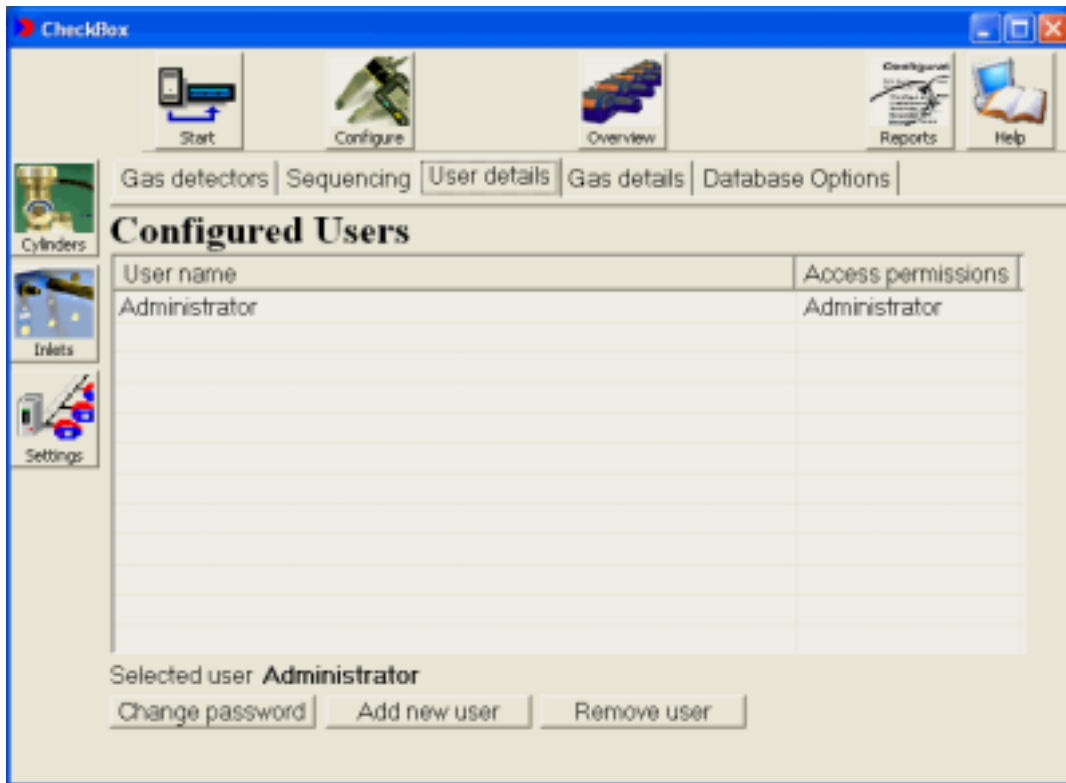 CheckBox
Start
Configure
Overview
Reports
Help
Gas detectors Sequencing User details Gas details Database Options
Cylinders
Inlets
Settings
Configured Users
User name Access permissions
Administrator Administrator
Selected user Administrator
Change password Add new user Remove user